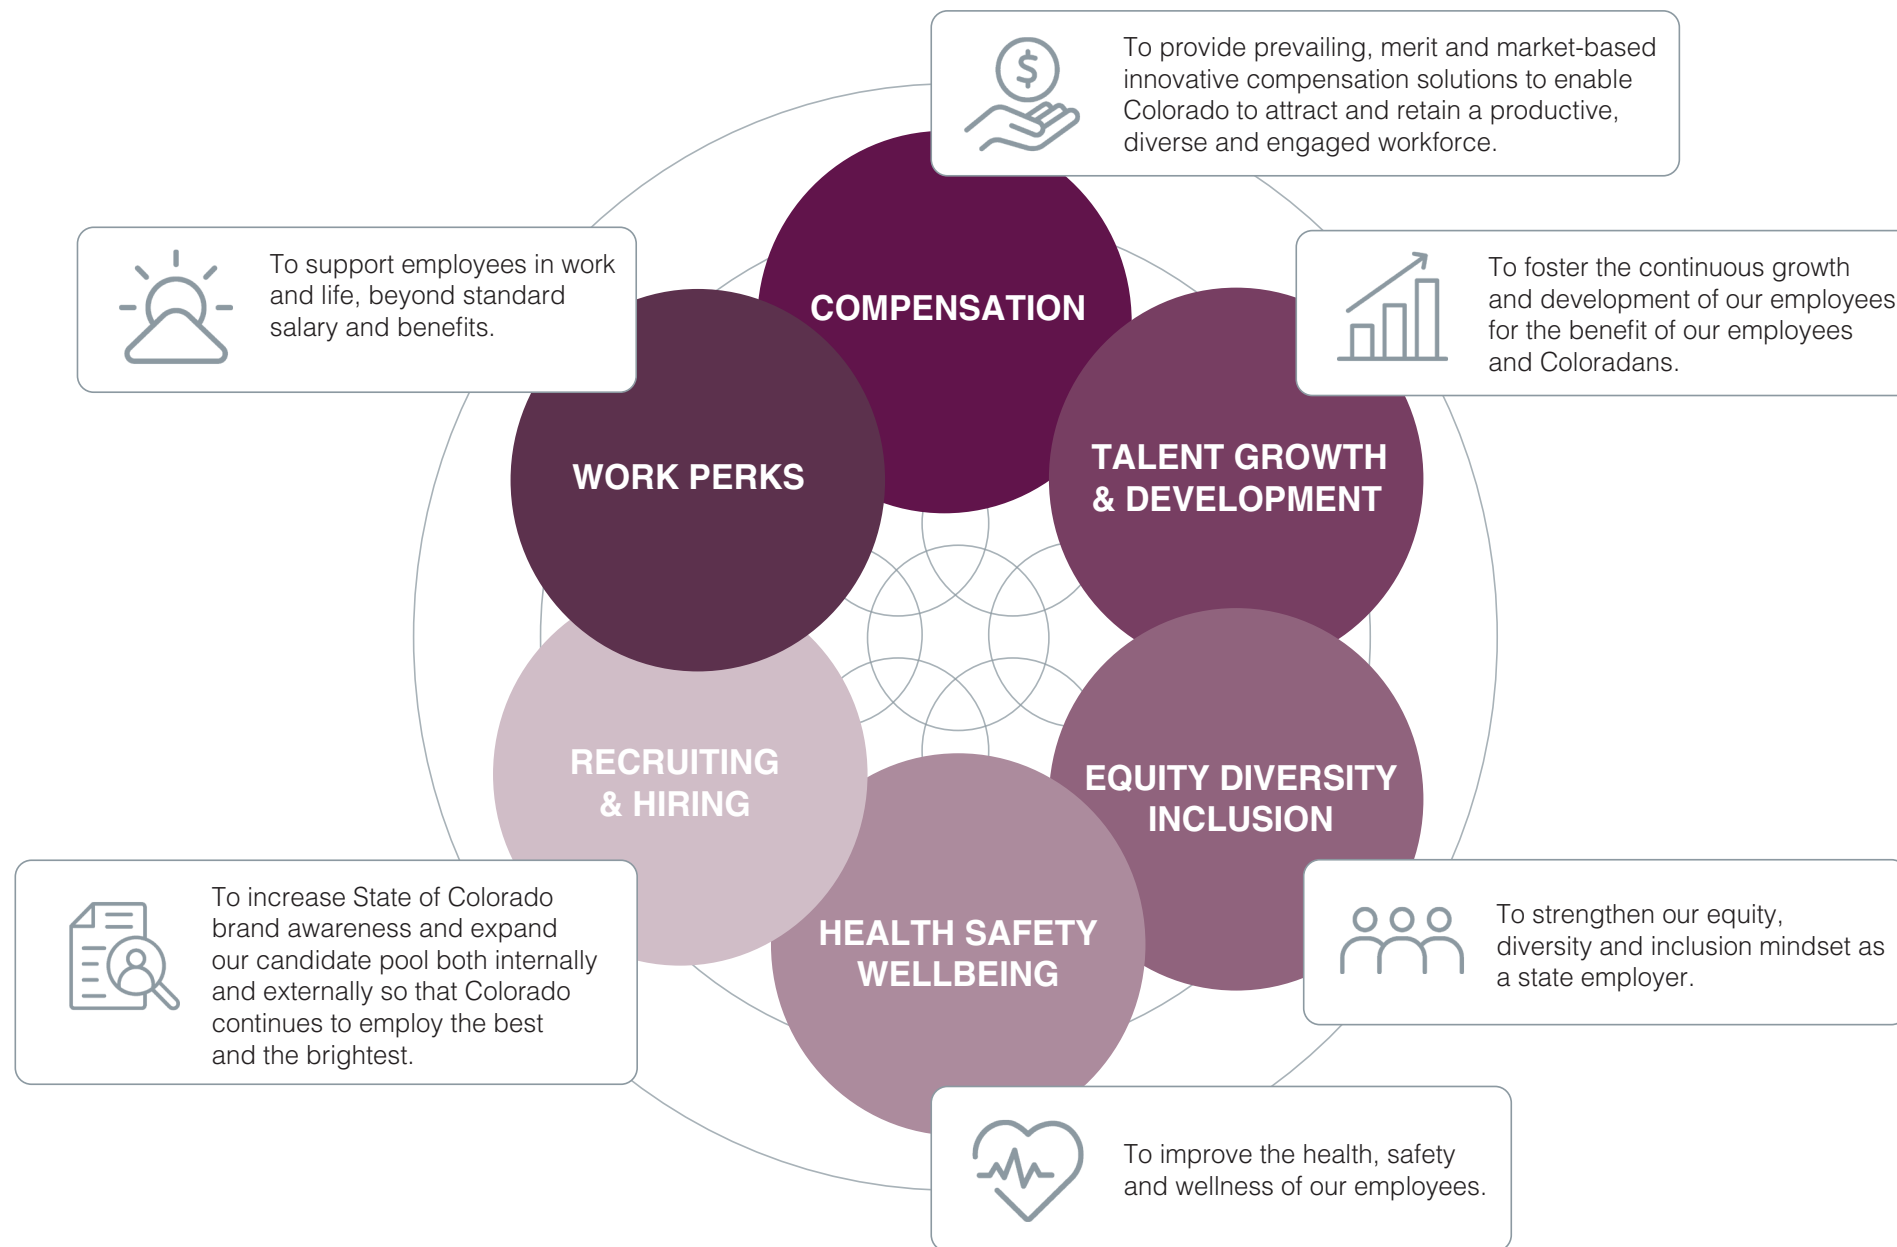 To provide prevailing, merit and market-based
innovative compensation solutions to enable
Colorado to attract and retain a productive,
diverse and engaged workforce.
COMPENSATION
To foster the continuous growth
and development of our employees
for the benefit of our employees
and Coloradans.
TALENT GROWTH
& DEVELOPMENT
EQUITY DIVERSITY
INCLUSION
To strengthen our equity,
diversity and inclusion mindset as
a state employer.
HEALTH SAFETY
WELLBEING
To improve the health, safety
and wellness of our employees.
RECRUITING
& HIRING
To increase State of Colorado
brand awareness and expand
our candidate pool both internally
and externally so that Colorado
continues to employ the best
and the brightest.
WORK PERKS
To support employees in work
and life, beyond standard
salary and benefits.
$